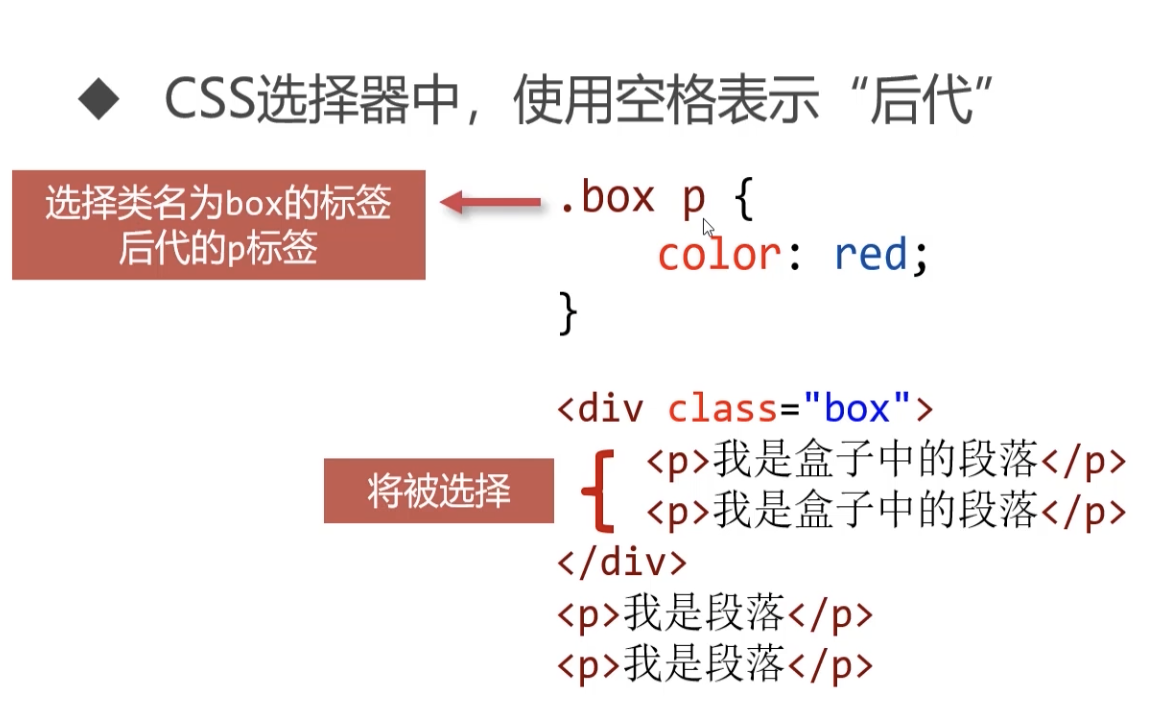 CSS选择器中，使用空格表示“后代”
选择类名为box的标签
后代的p标签
.box p {
color: red;
}
<div class="box">
<p>我是盒子中的段落</p>
将被选择
<p>我是盒子中的段落</p>
</div>
<p>我是段落</p>
<p>我是段落</p>